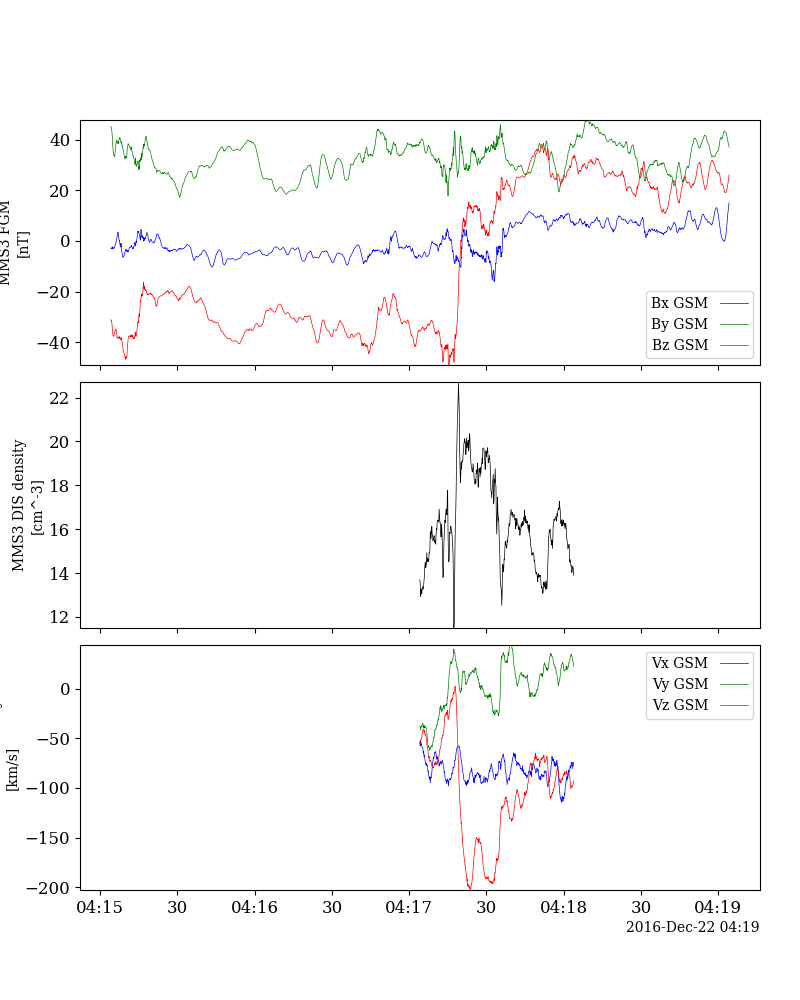 40
20
0
−20
−40
MMS3 FGM
[nT]
Bx GSM
By GSM
Bz GSM
22
20
18
16
14
12
MMS3 DIS density
[cm^-3]
0
−50
−100
−150
−200
[km/s]
Vx GSM
Vy GSM
Vz GSM
04:15 30 04:16 30 04:17 30 04:18 30 04:19
2016-Dec-22 04:19